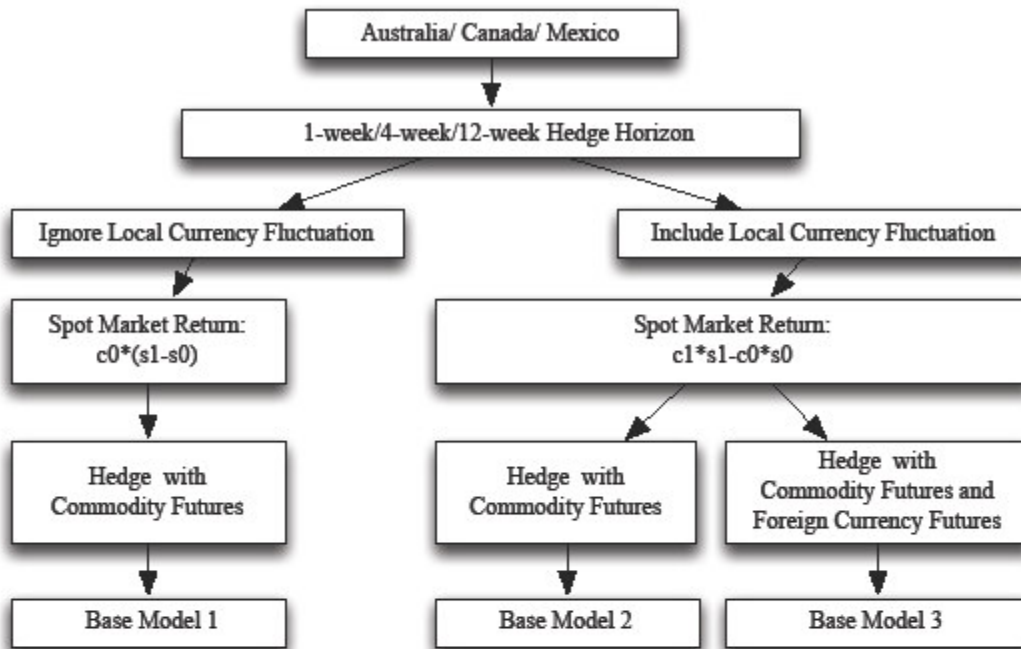 Australia/ Canada/ Mexico
1-week/4-week/12-week Hedge Horizon
Ignore Local Currency Fluctuation
Include Local Currency Fluctuation
Spot Market Return:
c0*(s1-s0)
Spot Market Return:
c1*s1-c0*s0
Hedge with
Commodity Futures
Hedge with
Commodity Futures
Hedge with
Commodity Futures and
Foreign Currency Futures
Base Model 1
Base Model 2
Base Model 3